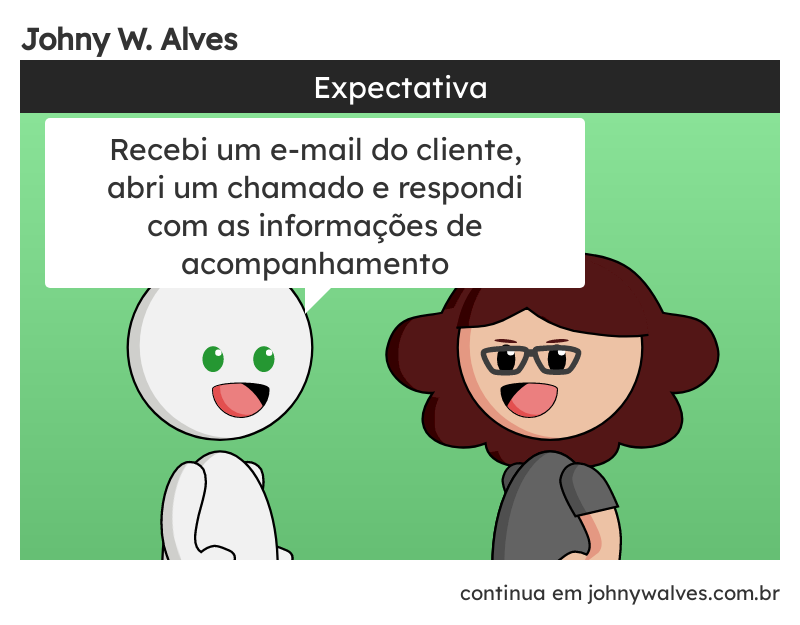 Johny W. Alves
Expectativa
Recebi um e-mail do cliente,
abri um chamado e respondi
com as informações de
acompanhamento
continua em johnywalves.com.br